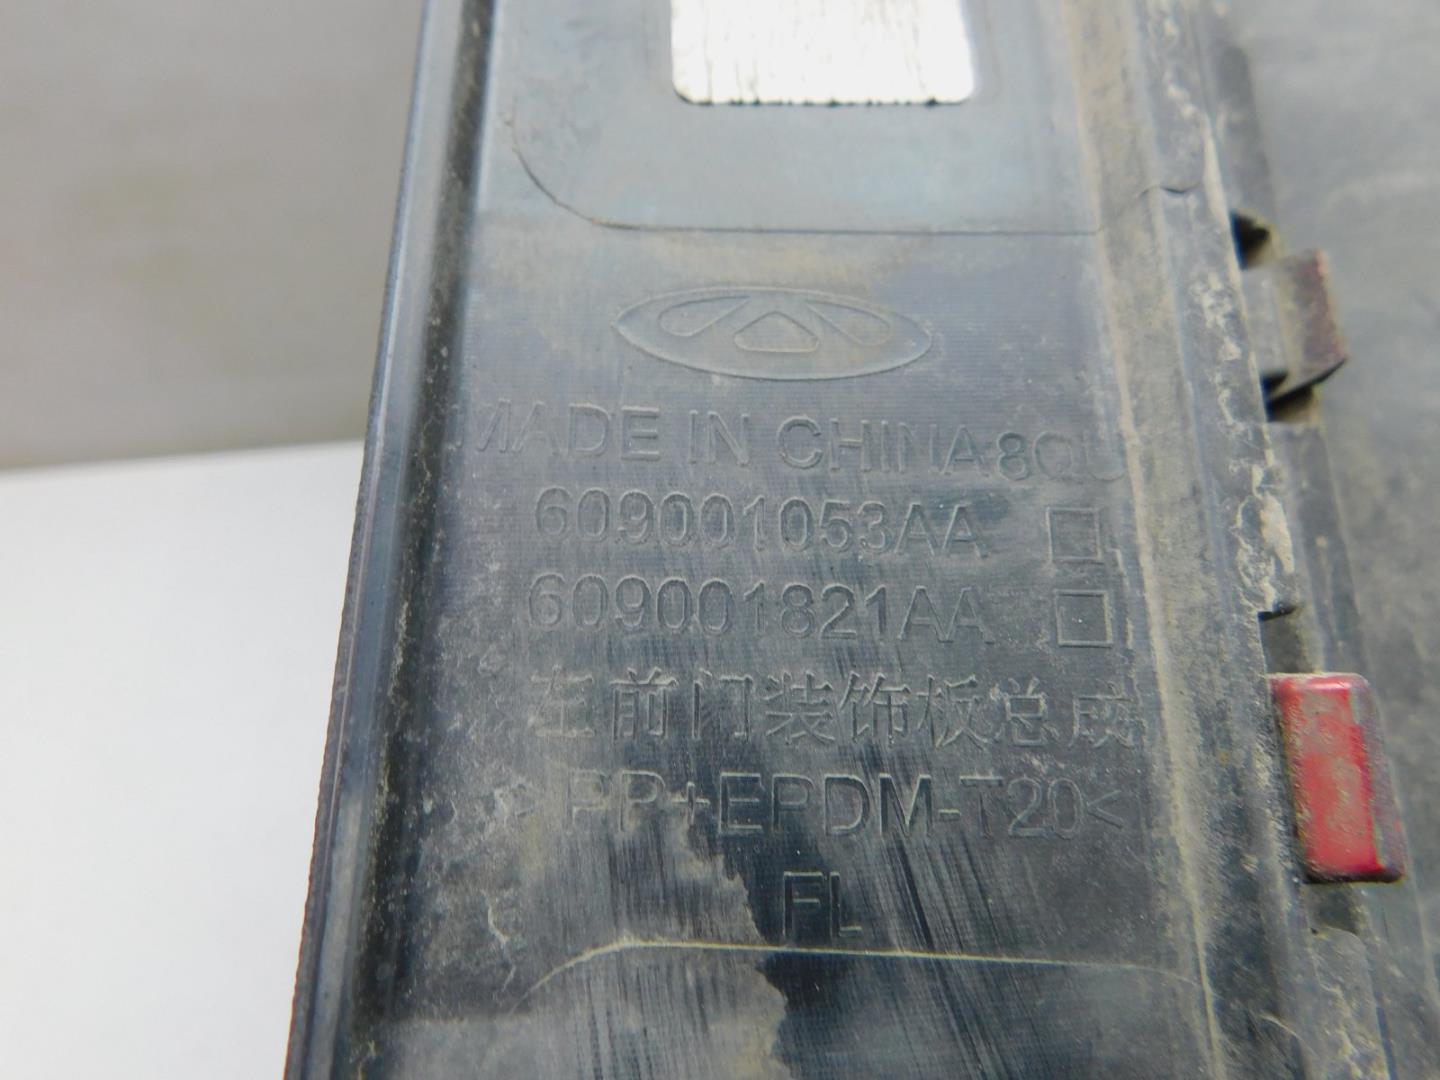 MADE IN CHINA 8QU
609001053AA □
609001821AA □
左前门装饰板总成
>PP+EPDM-T20<
FL